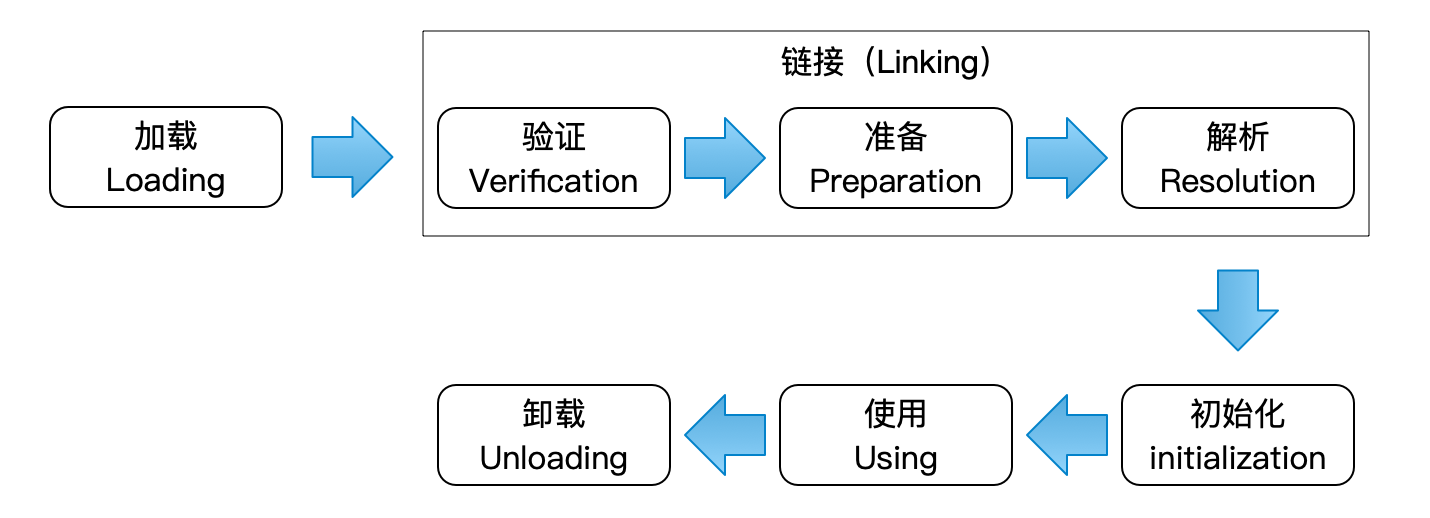 链接（Linking）
加载
Loading
验证
Verification
准备
Preparation
解析
Resolution
初始化
initialization
使用
Using
卸载
Unloading